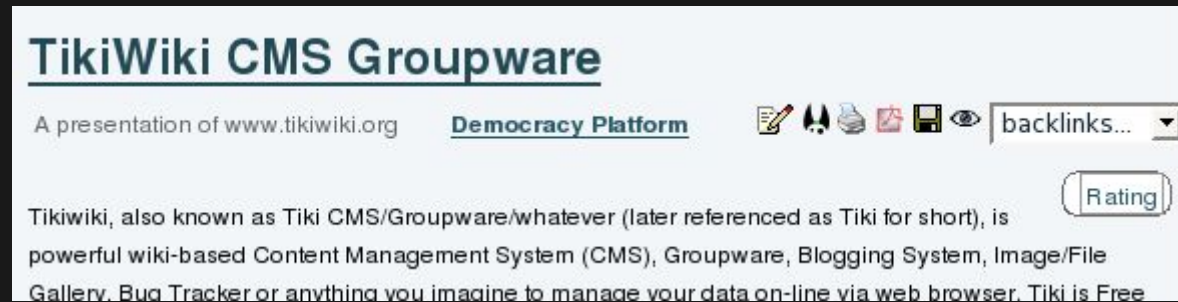 TikiWiki CMS Groupware
A presentation of www.tikiwiki.org Democracy Platform backlinks...
Rating
Tikiwiki, also known as Tiki CMS/Groupware/whatever (later referenced as Tiki for short), is
powerful wiki-based Content Management System (CMS), Groupware, Blogging System, Image/File
Gallery, Bug Tracker or anything you imagine to manage your data on-line via web browser. Tiki is Free